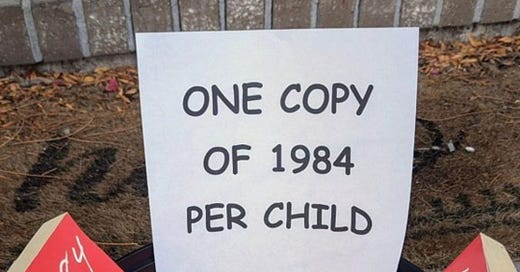 ONE COPY
OF 1984
PER CHILD